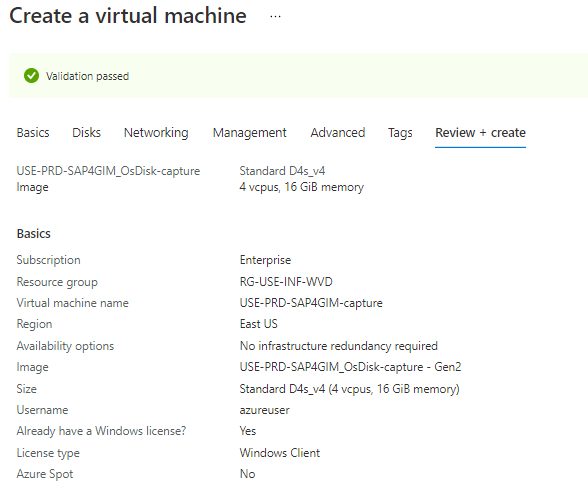 Create a virtual machine ...
Validation passed
Basics Disks Networking Management Advanced Tags Review + create
USE-PRD-SAP4GIM_OsDisk-capture Standard D4s_v4
Image 4 vcpus, 16 GiB memory
Basics
Subscription Enterprise
Resource group RG-USE-INF-WVD
Virtual machine name USE-PRD-SAP4GIM-capture
Region East US
Availability options No infrastructure redundancy required
Image USE-PRD-SAP4GIM_OsDisk-capture - Gen2
Size Standard D4s_v4 (4 vcpus, 16 GiB memory)
Username azureuser
Already have a Windows license? Yes
License type Windows Client
Azure Spot No